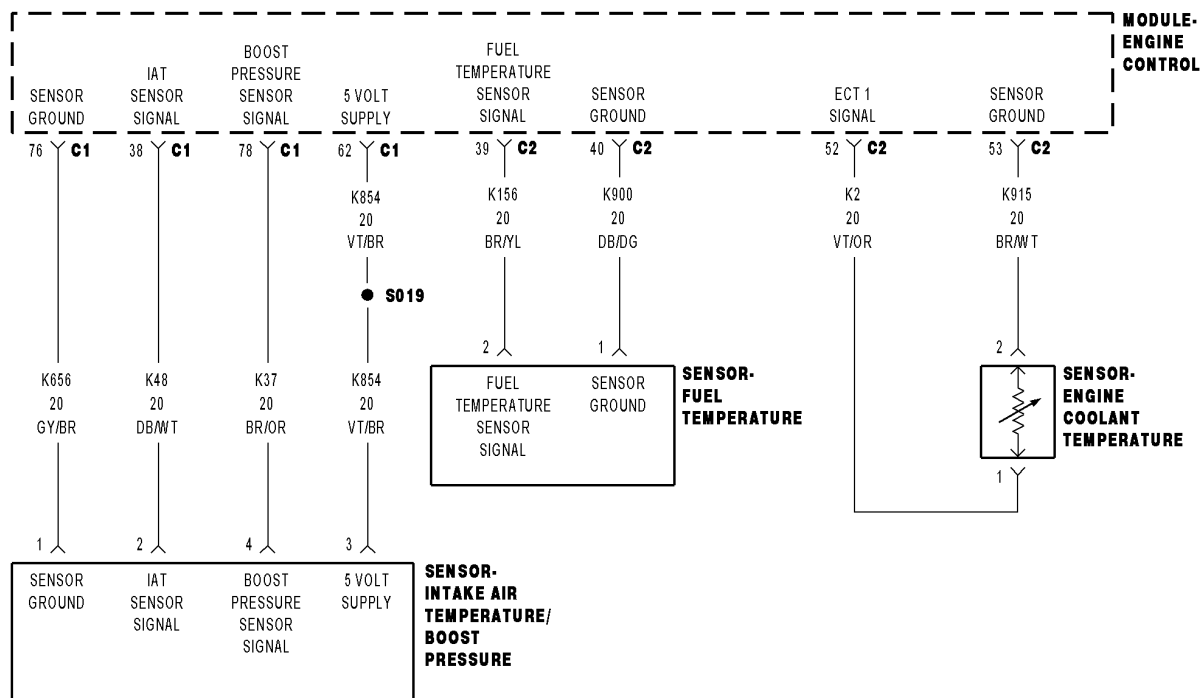 MODULE-
ENGINE
CONTROL
SENSOR
GROUND
IAT
SENSOR
SIGNAL
BOOST
PRESSURE
SENSOR
SIGNAL
5 VOLT
SUPPLY
FUEL
TEMPERATURE
SENSOR
SIGNAL
SENSOR
GROUND
ECT 1
SIGNAL
SENSOR
GROUND
76 C1
38 C1
78 C1
62 C1
39 C2
40 C2
52 C2
53 C2
K854
20
VT/BR
K156
20
BR/YL
K900
20
DB/DG
K2
20
VT/OR
K915
20
BR/WT
S019
K656
20
GY/BR
K48
20
DB/WT
K37
20
BR/OR
K854
20
VT/BR
2
1
2
FUEL
TEMPERATURE
SENSOR
SIGNAL
SENSOR
GROUND
SENSOR-
FUEL
TEMPERATURE
SENSOR-
ENGINE
COOLANT
TEMPERATURE
1
1
2
4
3
SENSOR
GROUND
IAT
SENSOR
SIGNAL
BOOST
PRESSURE
SENSOR
SIGNAL
5 VOLT
SUPPLY
SENSOR-
INTAKE AIR
TEMPERATURE/
BOOST
PRESSURE